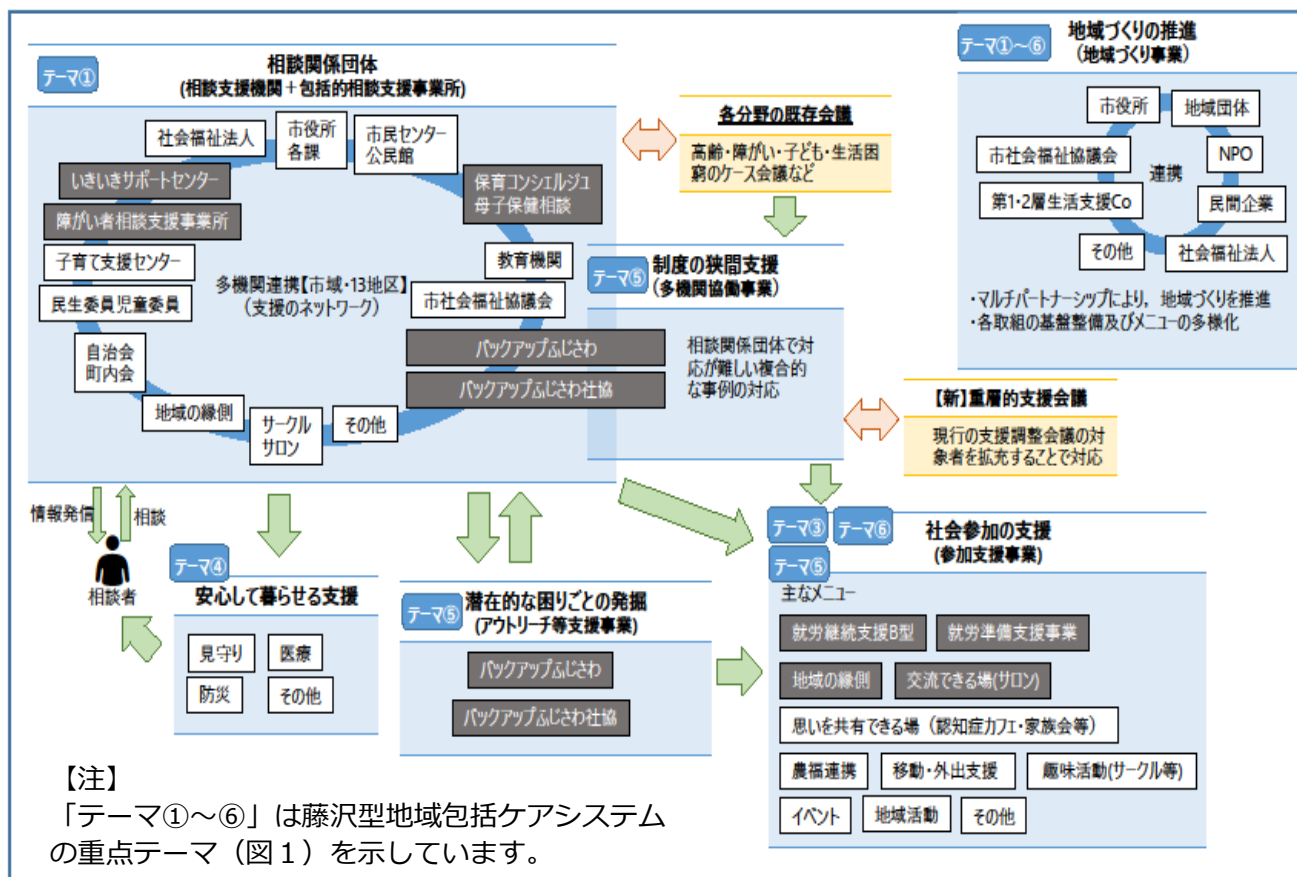 テーマ①
相談関係団体
(相談支援機関＋包括的相談支援事業所)
社会福祉法人
市役所
各課
市民センター
公民館
いきいきサポートセンター
障がい者相談支援事業所
保育コンシェルジュ
母子保健相談
子育て支援センター
民生委員児童委員
教育機関
市社会福祉協議会
多機関連携【市域・13地区】
(支援のネットワーク)
自治会
町内会
バックアップふじさわ
バックアップふじさわ社協
地域の縁側
サークル
サロン
その他
各分野の既存会議
高齢・障がい・子ども・生活困
窮のケース会議など
テーマ⑤
制度の狭間支援
(多機関協働事業)
相談関係団体で対
応が難しい複合的
な事例の対応
テーマ①～⑥
地域づくりの推進
(地域づくり事業)
市役所
地域団体
市社会福祉協議会
NPO
連携
第1・2層生活支援Co
民間企業
その他
社会福祉法人
・マルチパートナーシップにより，地域づくりを推進
・各取組の基盤整備及びメニューの多様化
【新】重層的支援会議
現行の支援調整会議の対
象者を拡充することで対応
情報発信
相談
相談者
テーマ④
安心して暮らせる支援
見守り
医療
防災
その他
テーマ⑤
潜在的な困りごとの発掘
(アウトリーチ等支援事業)
バックアップふじさわ
バックアップふじさわ社協
テーマ③
テーマ⑥
テーマ⑤
社会参加の支援
(参加支援事業)
主なメニュー
就労継続支援B型
就労準備支援事業
地域の縁側
交流できる場(サロン)
思いを共有できる場（認知症カフェ・家族会等）
農福連携
移動・外出支援
趣味活動(サークル等)
イベント
地域活動
その他
【注】
「テーマ①～⑥」は藤沢型地域包括ケアシステム
の重点テーマ（図１）を示しています。